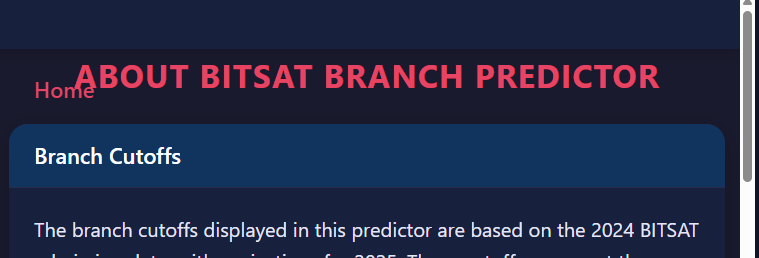 ABOUT BITSAT BRANCH PREDICTOR
Home
Branch Cutoffs
The branch cutoffs displayed in this predictor are based on the 2024 BITSAT